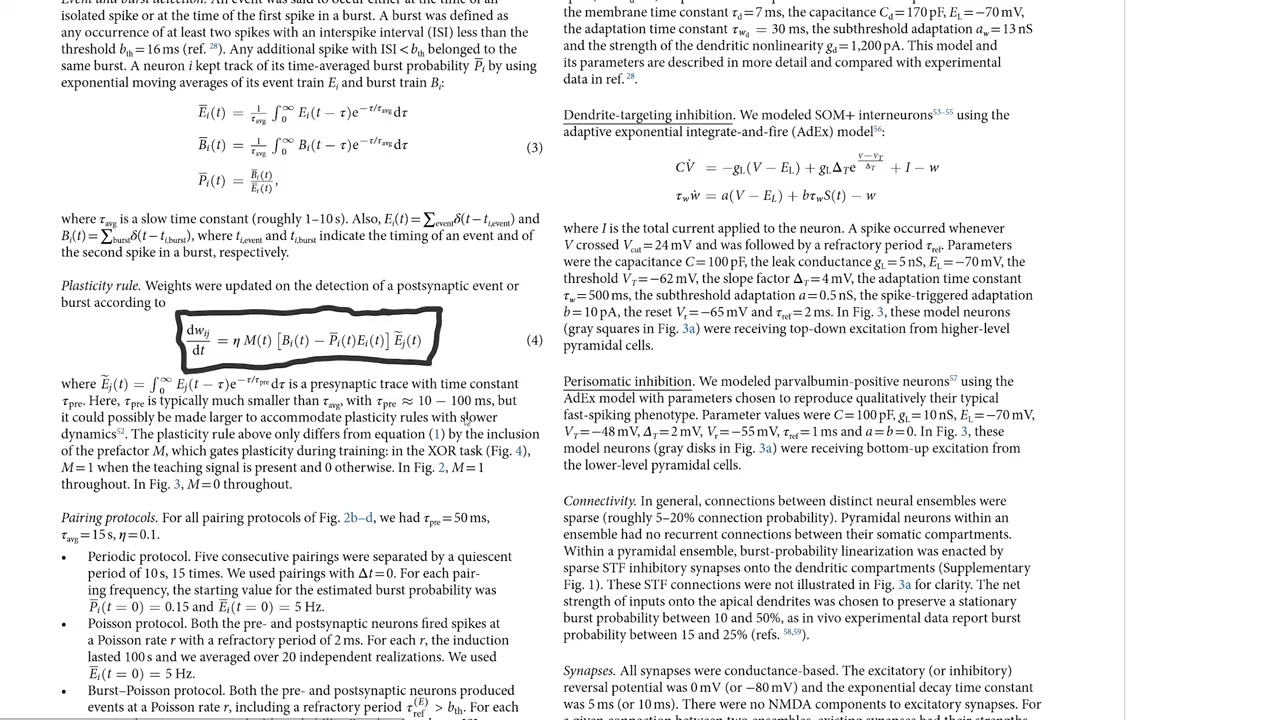 Event and burst detection. An event was said to occur either at the time of an
isolated spike or at the time of the first spike in a burst. A burst was defined as
any occurrence of at least two spikes with an interspike interval (ISI) less than the
threshold b_th = 16 ms (ref. 28). Any additional spike with ISI < b_th belonged to the
same burst. A neuron i kept track of its time-averaged burst probability P̅_i by using
exponential moving averages of its event train E_i and burst train B_i:
E̅_i(t) = 1/τ_avg ∫_0^∞ E_i(t − τ)e^{−τ/τ_avg}dτ
B̅_i(t) = 1/τ_avg ∫_0^∞ B_i(t − τ)e^{−τ/τ_avg}dτ
(3)
P̅_i(t) = B̅_i(t)/E̅_i(t),
where τ_avg is a slow time constant (roughly 1–10 s). Also, E_i(t) = ∑_event δ(t − t_i,event) and
B_i(t) = ∑_burst δ(t − t_i,burst), where t_i,event and t_i,burst indicate the timing of an event and of
the second spike in a burst, respectively.
Plasticity rule. Weights were updated on the detection of a postsynaptic event or
burst according to
dw_ij/dt = η M(t) [B_i(t) − P̅_i(t)E_i(t)] Ẽ_j(t)
(4)
where Ẽ_j(t) = ∫_0^∞ E_j(t − τ)e^{−τ/τ_pre}dτ is a presynaptic trace with time constant
τ_pre. Here, τ_pre is typically much smaller than τ_avg, with τ_pre ≈ 10 − 100 ms, but
it could possibly be made larger to accommodate plasticity rules with slower
dynamics52. The plasticity rule above only differs from equation (1) by the inclusion
of the prefactor M, which gates plasticity during training: in the XOR task (Fig. 4),
M = 1 when the teaching signal is present and 0 otherwise. In Fig. 2, M = 1
throughout. In Fig. 3, M = 0 throughout.
Pairing protocols. For all pairing protocols of Fig. 2b–d, we had τ_pre = 50 ms,
τ_avg = 15 s, η = 0.1.
• Periodic protocol. Five consecutive pairings were separated by a quiescent
period of 10 s, 15 times. We used pairings with Δt = 0. For each pair-
ing frequency, the starting value for the estimated burst probability was
P̅_i(t = 0) = 0.15 and E̅_i(t = 0) = 5 Hz.
• Poisson protocol. Both the pre- and postsynaptic neurons fired spikes at
a Poisson rate r with a refractory period of 2 ms. For each r, the induction
lasted 100 s and we averaged over 20 independent realizations. We used
E̅_i(t = 0) = 5 Hz.
• Burst–Poisson protocol. Both the pre- and postsynaptic neurons produced
events at a Poisson rate r, including a refractory period τ_ref^(E) > b_th. For each
the membrane time constant τ_d = 7 ms, the capacitance C_d = 170 pF, E_L = −70 mV,
the adaptation time constant τ_w_d = 30 ms, the subthreshold adaptation a_w = 13 nS
and the strength of the dendritic nonlinearity g_d = 1,200 pA. This model and
its parameters are described in more detail and compared with experimental
data in ref. 28.
Dendrite-targeting inhibition. We modeled SOM+ interneurons53–55 using the
adaptive exponential integrate-and-fire (AdEx) model56:
CV̇ = −g_L(V − E_L) + g_LΔ_Te^{(V−V_T)/Δ_T} + I − w
τ_wẇ = a(V − E_L) + bτ_wS(t) − w
where I is the total current applied to the neuron. A spike occurred whenever
V crossed V_cut = 24 mV and was followed by a refractory period τ_ref. Parameters
were the capacitance C = 100 pF, the leak conductance g_L = 5 nS, E_L = −70 mV, the
threshold V_T = −62 mV, the slope factor Δ_T = 4 mV, the adaptation time constant
τ_w = 500 ms, the subthreshold adaptation a = 0.5 nS, the spike-triggered adaptation
b = 10 pA, the reset V_r = −65 mV and τ_ref = 2 ms. In Fig. 3, these model neurons
(gray squares in Fig. 3a) were receiving top-down excitation from higher-level
pyramidal cells.
Perisomatic inhibition. We modeled parvalbumin-positive neurons57 using the
AdEx model with parameters chosen to reproduce qualitatively their typical
fast-spiking phenotype. Parameter values were C = 100 pF, g_L = 10 nS, E_L = −70 mV,
V_T = −48 mV, Δ_T = 2 mV, V_r = −55 mV, τ_ref = 1 ms and a = b = 0. In Fig. 3, these
model neurons (gray disks in Fig. 3a) were receiving bottom-up excitation from
the lower-level pyramidal cells.
Connectivity. In general, connections between distinct neural ensembles were
sparse (roughly 5–20% connection probability). Pyramidal neurons within an
ensemble had no recurrent connections between their somatic compartments.
Within a pyramidal ensemble, burst-probability linearization was enacted by
sparse STF inhibitory synapses onto the dendritic compartments (Supplementary
Fig. 1). These STF connections were not illustrated in Fig. 3a for clarity. The net
strength of inputs onto the apical dendrites was chosen to preserve a stationary
burst probability between 10 and 50%, as in vivo experimental data report burst
probability between 15 and 25% (refs. 58,59).
Synapses. All synapses were conductance-based. The excitatory (or inhibitory)
reversal potential was 0 mV (or −80 mV) and the exponential decay time constant
was 5 ms (or 10 ms). There were no NMDA components to excitatory synapses. For